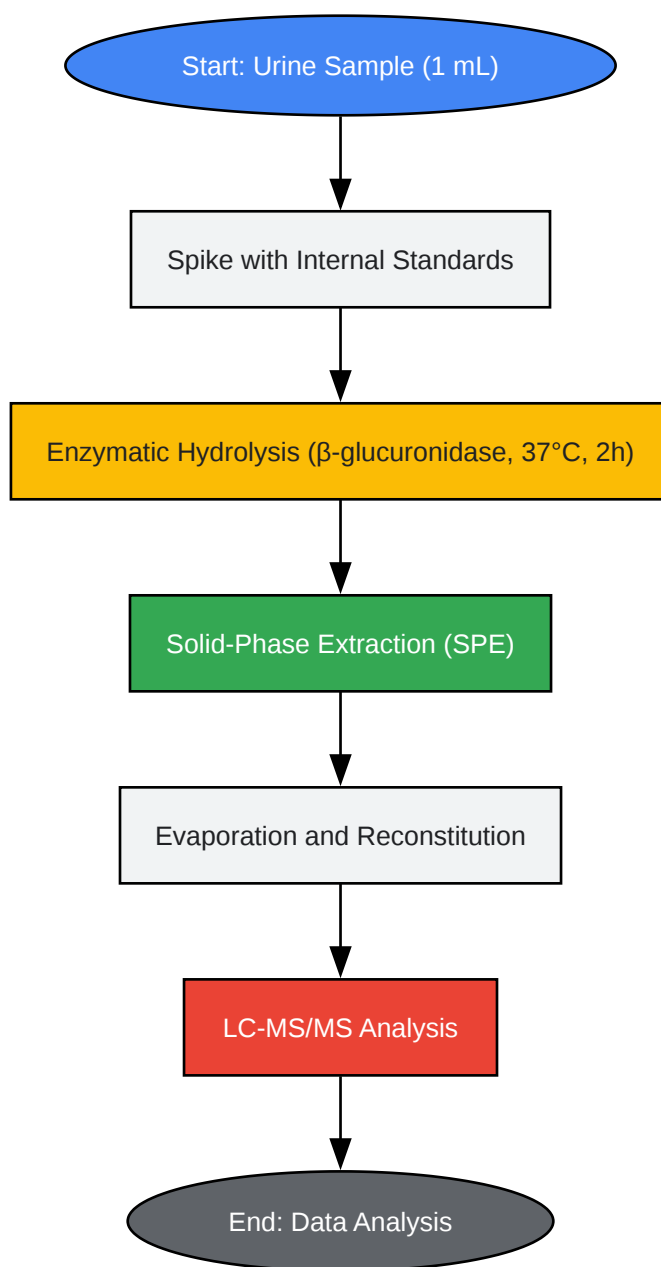 Start: Urine Sample (1 mL)
Spike with Internal Standards
Enzymatic Hydrolysis (β-glucuronidase, 37°C, 2h)
Solid-Phase Extraction (SPE)
Evaporation and Reconstitution
LC-MS/MS Analysis
End: Data Analysis